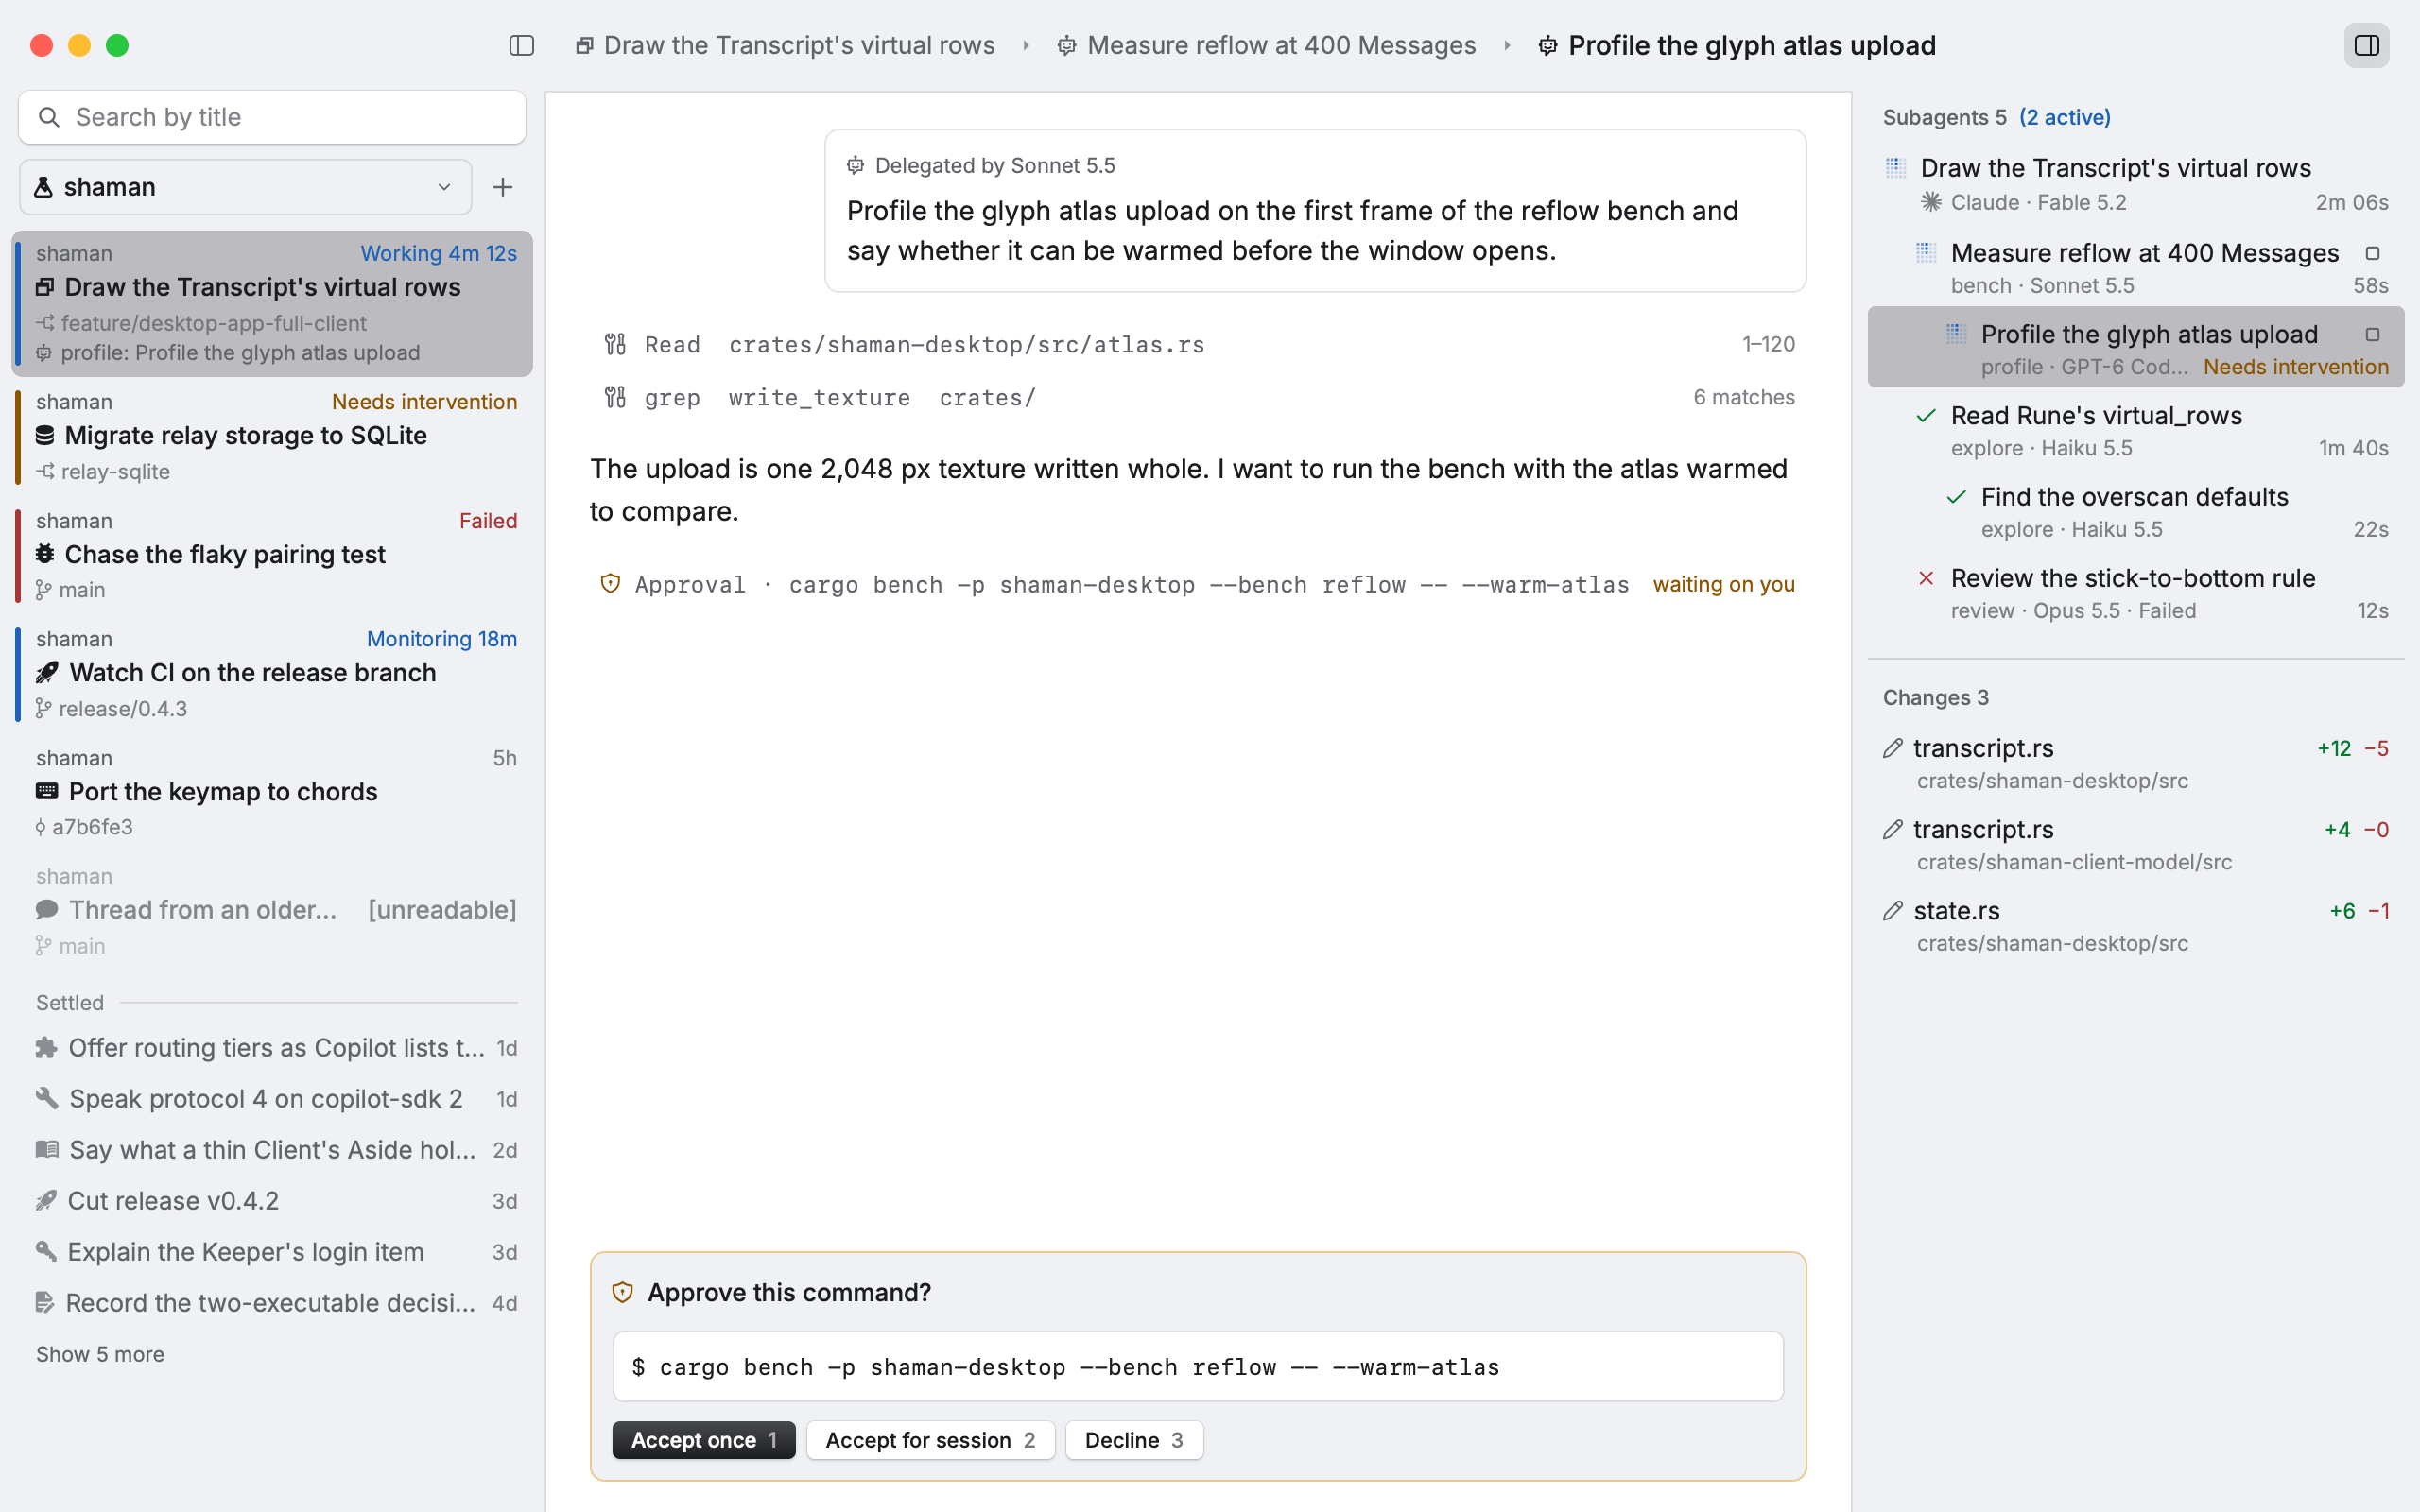 Draw the Transcript's virtual rows
Measure reflow at 400 Messages
Profile the glyph atlas upload
Search by title
shaman
shaman Working 4m 12s
Draw the Transcript's virtual rows
feature/desktop-app-full-client
profile: Profile the glyph atlas upload
shaman Needs intervention
Migrate relay storage to SQLite
relay-sqlite
shaman Failed
Chase the flaky pairing test
main
shaman Monitoring 18m
Watch CI on the release branch
release/0.4.3
shaman 5h
Port the keymap to chords
a7b6fe3
shaman
Thread from an older... [unreadable]
main
Settled
Offer routing tiers as Copilot lists t... 1d
Speak protocol 4 on copilot-sdk 2 1d
Say what a thin Client's Aside hol... 2d
Cut release v0.4.2 3d
Explain the Keeper's login item 3d
Record the two-executable decisi... 4d
Show 5 more
Delegated by Sonnet 5.5
Profile the glyph atlas upload on the first frame of the reflow bench and
say whether it can be warmed before the window opens.
Read crates/shaman-desktop/src/atlas.rs 1–120
grep write_texture crates/ 6 matches
The upload is one 2,048 px texture written whole. I want to run the bench with the atlas warmed
to compare.
Approval · cargo bench -p shaman-desktop --bench reflow -- --warm-atlas waiting on you
Approve this command?
$ cargo bench -p shaman-desktop --bench reflow -- --warm-atlas
Accept once 1 Accept for session 2 Decline 3
Subagents 5 (2 active)
Draw the Transcript's virtual rows
Claude · Fable 5.2 2m 06s
Measure reflow at 400 Messages
bench · Sonnet 5.5 58s
Profile the glyph atlas upload
profile · GPT-6 Cod... Needs intervention
Read Rune's virtual_rows
explore · Haiku 5.5 1m 40s
Find the overscan defaults
explore · Haiku 5.5 22s
Review the stick-to-bottom rule
review · Opus 5.5 · Failed 12s
Changes 3
transcript.rs +12 −5
crates/shaman-desktop/src
transcript.rs +4 −0
crates/shaman-client-model/src
state.rs +6 −1
crates/shaman-desktop/src